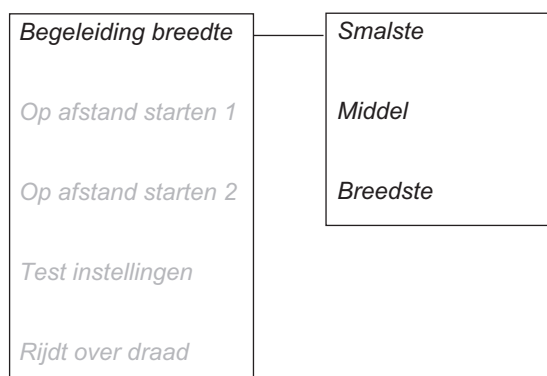 Begeleiding breedte
Op afstand starten 1
Op afstand starten 2
Test instellingen
Rijdt over draad
Smalste
Middel
Breedste